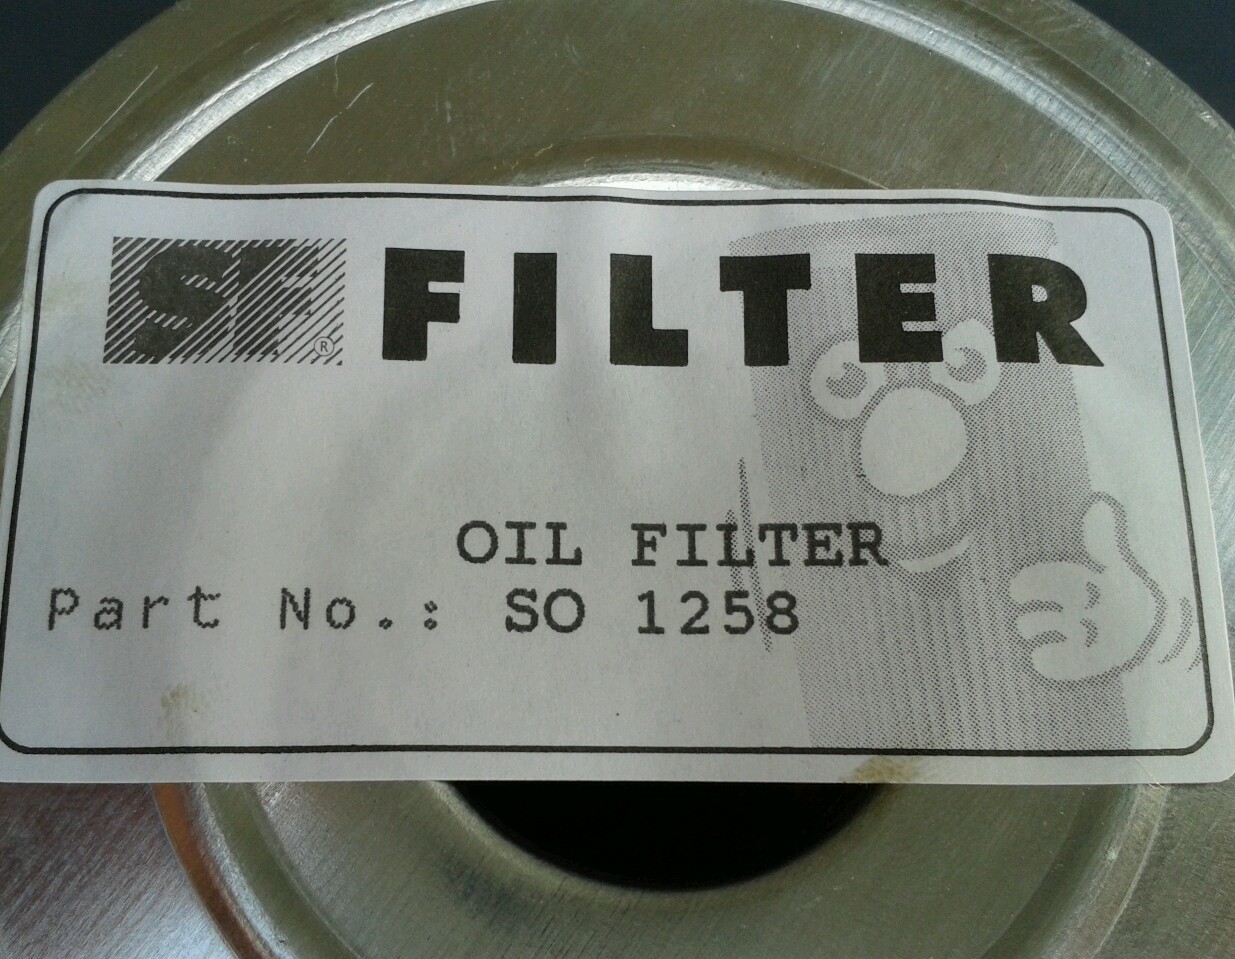 SF® FILTER
OIL FILTER
Part No.: SO 1258